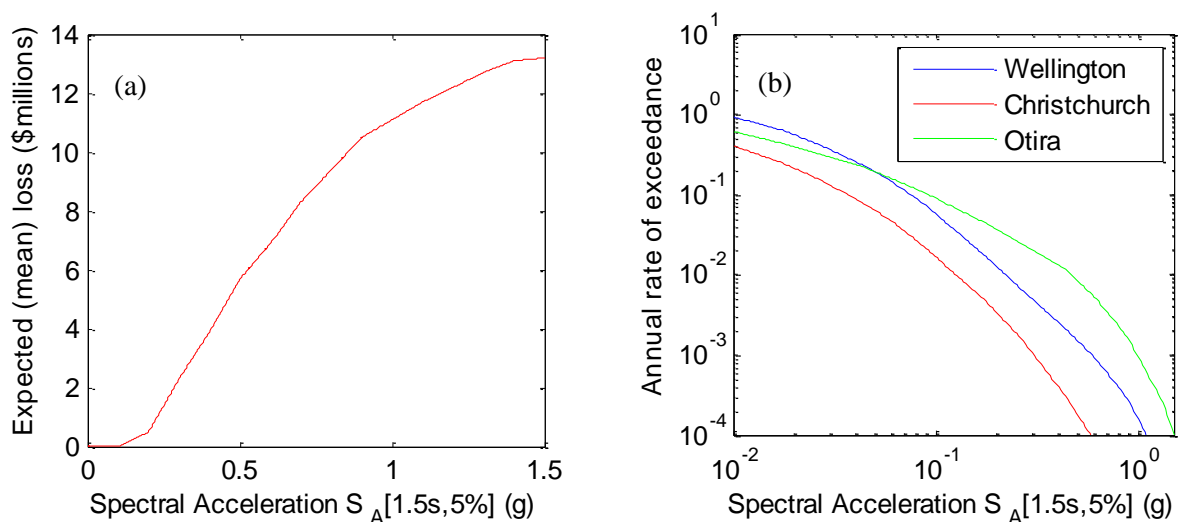 (a)
Expected (mean) loss ($millions)
14
12
10
8
6
4
2
0
0 0.5 1 1.5
Spectral Acceleration S_A[1.5s,5%] (g)
(b)
Wellington
Christchurch
Otira
Annual rate of exceedance
10^1
10^0
10^-1
10^-2
10^-3
10^-4
10^-2 10^-1 10^0
Spectral Acceleration S_A[1.5s,5%] (g)